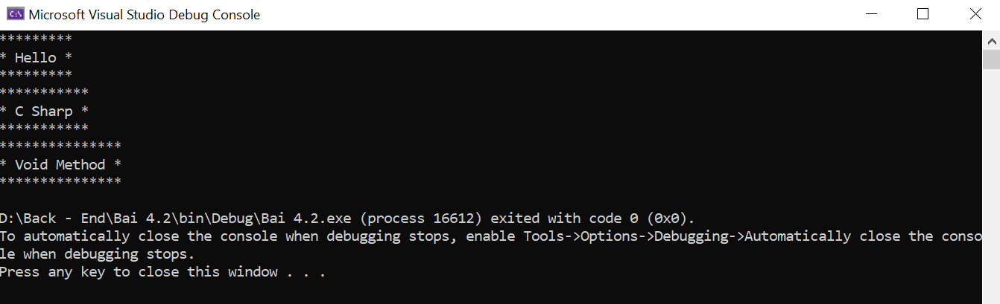 C:\ Microsoft Visual Studio Debug Console
*********
* Hello *
*********
***********
* C Sharp *
***********
***************
* Void Method *
***************
D:\Back - End\Bai 4.2\bin\Debug\Bai 4.2.exe (process 16612) exited with code 0 (0x0).
To automatically close the console when debugging stops, enable Tools->Options->Debugging->Automatically close the conso
le when debugging stops.
Press any key to close this window . . .